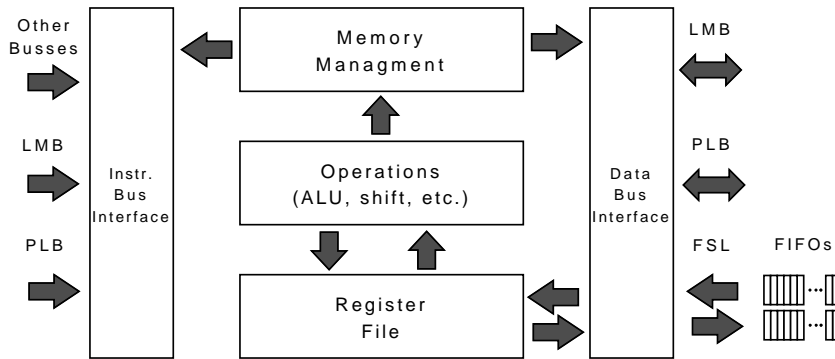 Other
Busses
LMB
PLB
Instr.
Bus
Interface
Memory
Managment
Operations
(ALU, shift, etc.)
Register
File
Data
Bus
Interface
LMB
PLB
FSL
FIFOs